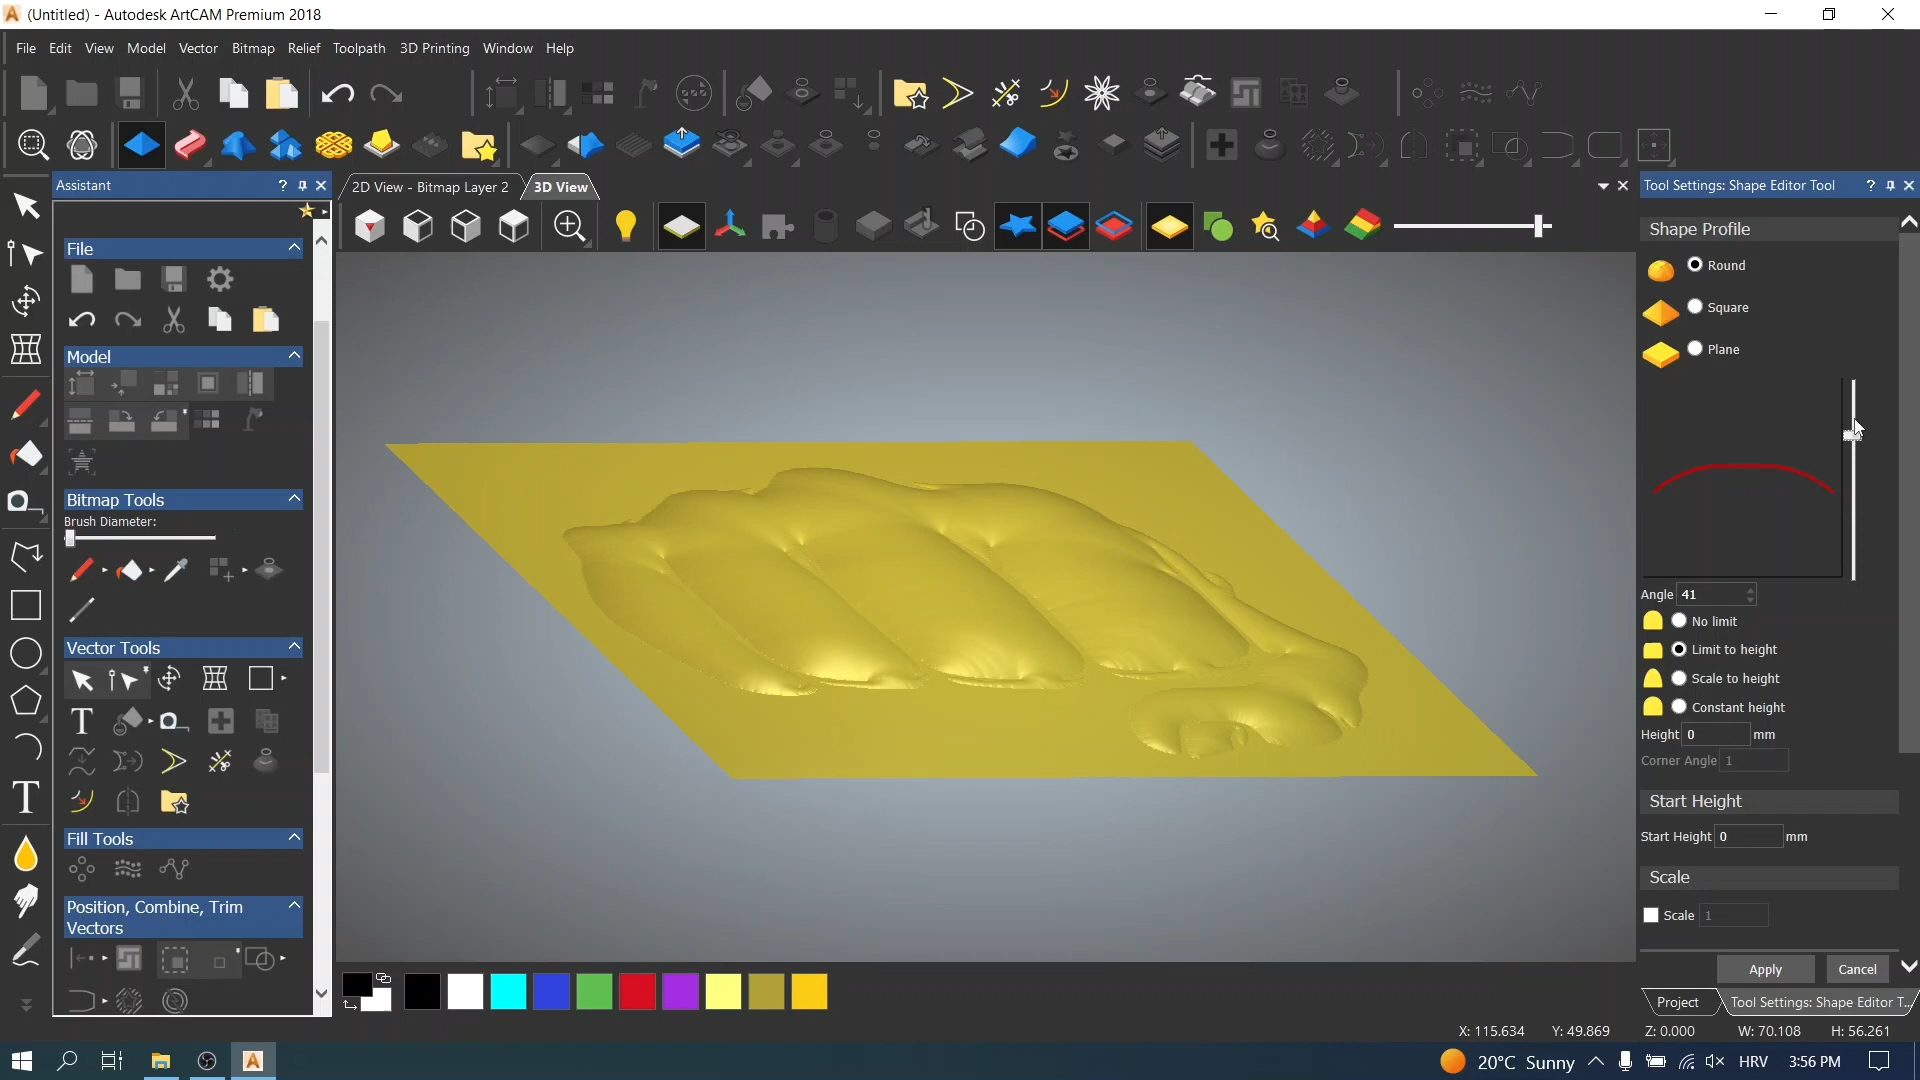 (Untitled) - Autodesk ArtCAM Premium 2018
File Edit View Model Vector Bitmap Relief Toolpath 3D Printing Window Help
Assistant
2D View - Bitmap Layer 2
3D View
Tool Settings: Shape Editor Tool
File
Model
Bitmap Tools
Brush Diameter:
Vector Tools
Fill Tools
Position, Combine, Trim
Vectors
Shape Profile
Round
Square
Plane
Angle 41
No limit
Limit to height
Scale to height
Constant height
Height 0 mm
Corner Angle 1
Start Height
Start Height 0 mm
Scale
Scale 1
Apply Cancel
Project
Tool Settings: Shape Editor T...
X: 115.634 Y: 49.869 Z: 0.000 W: 70.108 H: 56.261
20°C Sunny HRV 3:56 PM